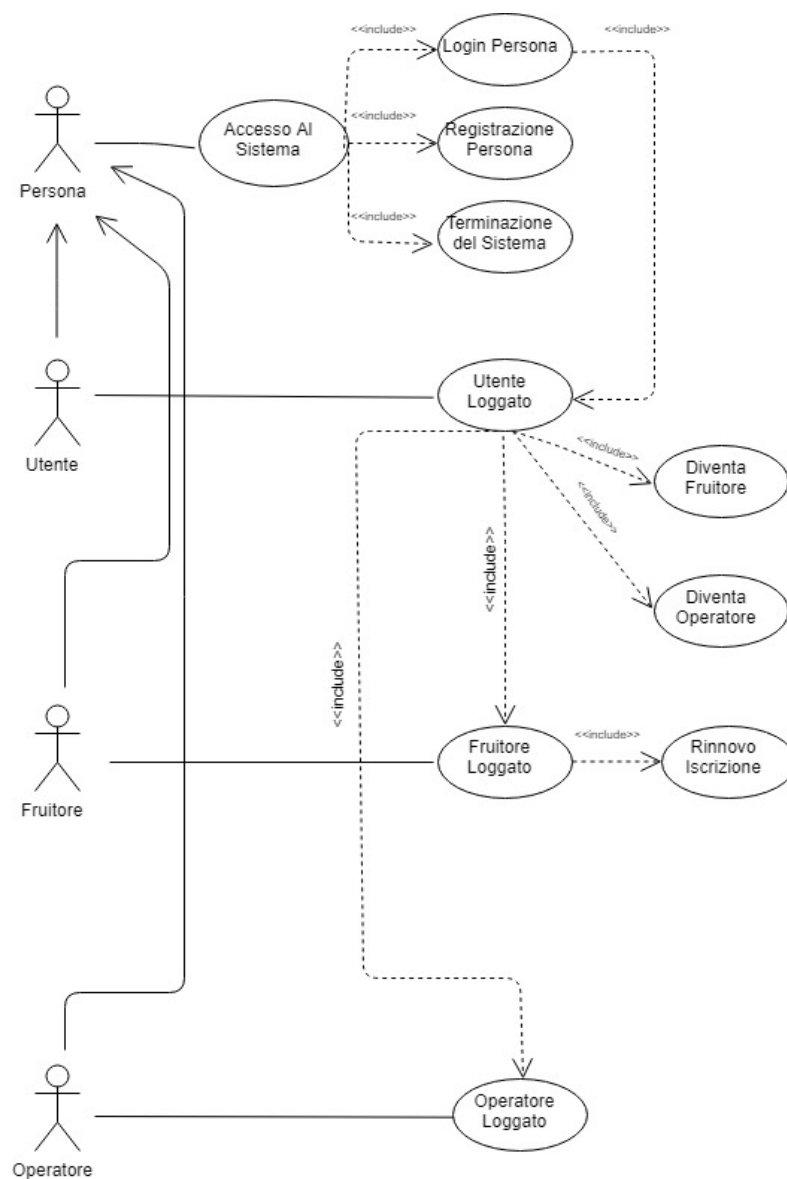 <<include>>
Login Persona
<<include>>
Persona
Accesso Al
Sistema
<<include>>
Registrazione
Persona
<<include>>
Terminazione
del Sistema
Utente
Utente
Loggato
<<include>>
Diventa
Fruitore
<<include>>
Diventa
Operatore
<<include>>
<<include>>
Fruitore
Fruitore
Loggato
<<include>>
Rinnovo
Iscrizione
Operatore
Operatore
Loggato